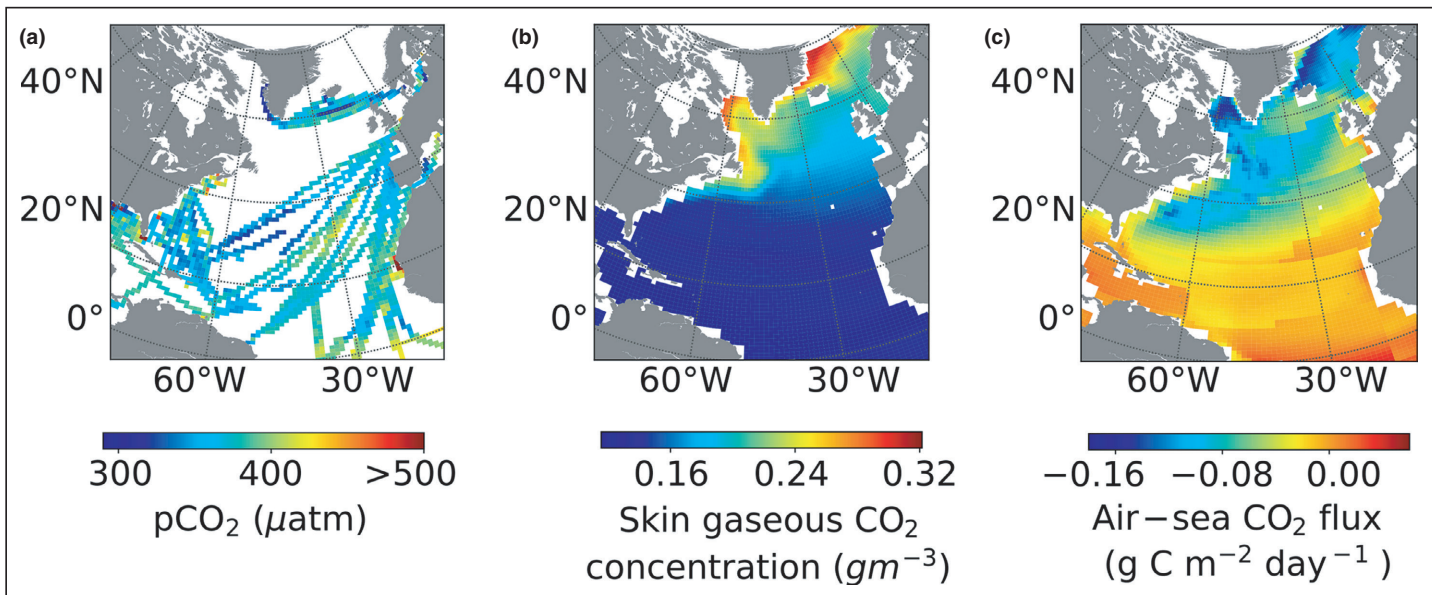 (a)
40°N
20°N
0°
60°W 30°W
300 400 >500
pCO₂ (μatm)
(b)
40°N
20°N
0°
60°W 30°W
0.16 0.24 0.32
Skin gaseous CO₂
concentration (gm⁻³)
(c)
40°N
20°N
0°
60°W 30°W
−0.16 −0.08 0.00
Air−sea CO₂ flux
(g C m⁻² day⁻¹ )